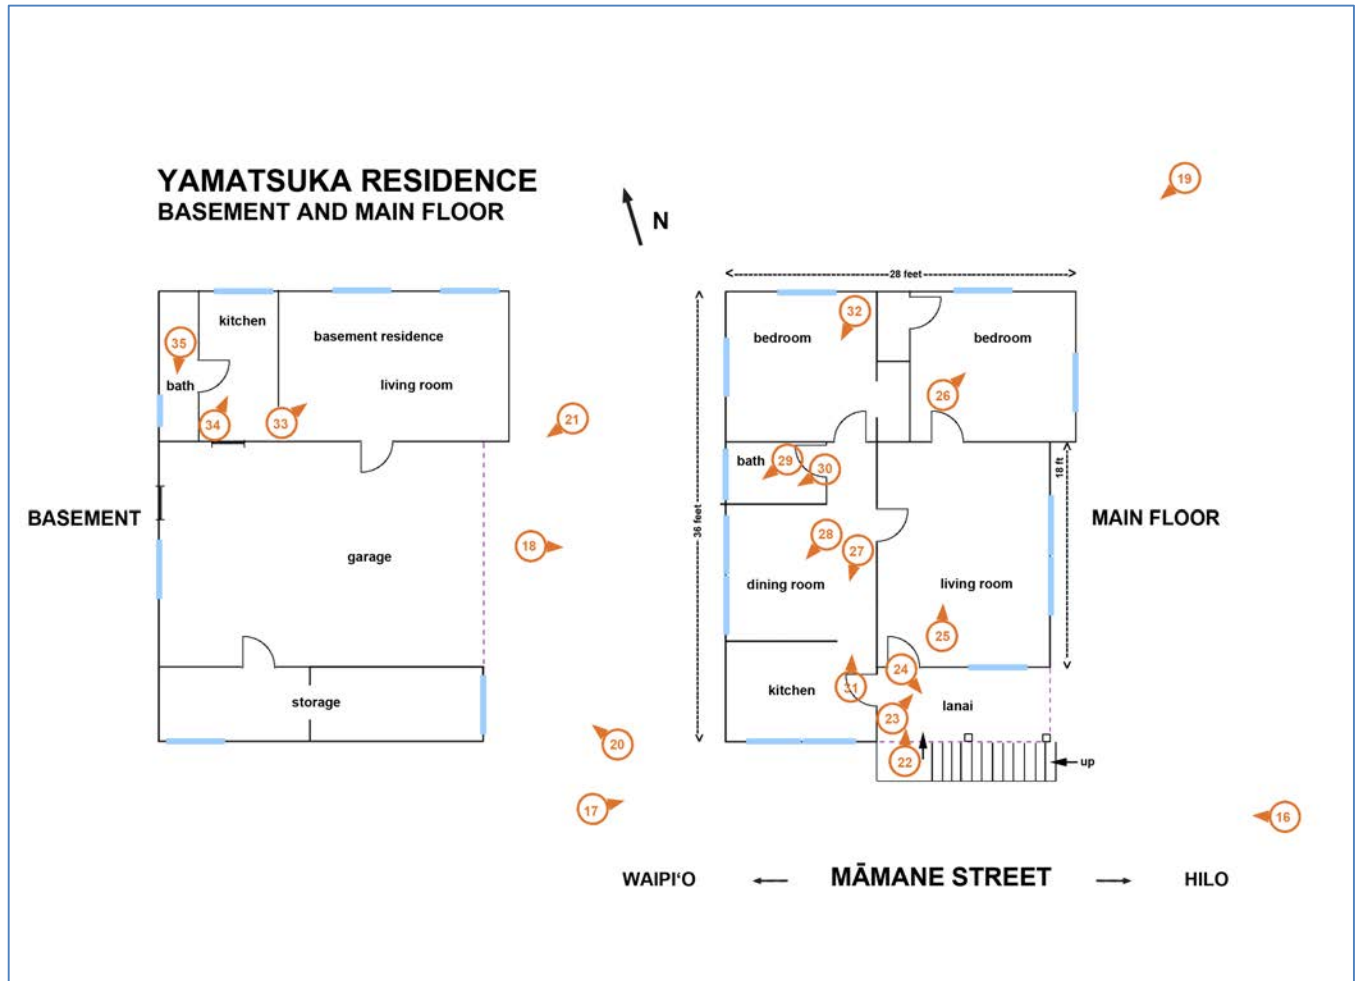 YAMATSUKA RESIDENCE
BASEMENT AND MAIN FLOOR
N
19
28 feet
kitchen
basement residence
living room
35
bath
34
33
21
BASEMENT
18
garage
storage
20
17
32
bedroom
bedroom
26
bath
29
30
18 ft
36 feet
MAIN FLOOR
28
27
dining room
living room
25
24
31
kitchen
lanai
23
22
up
16
WAIPIʻO
MĀMANE STREET
HILO